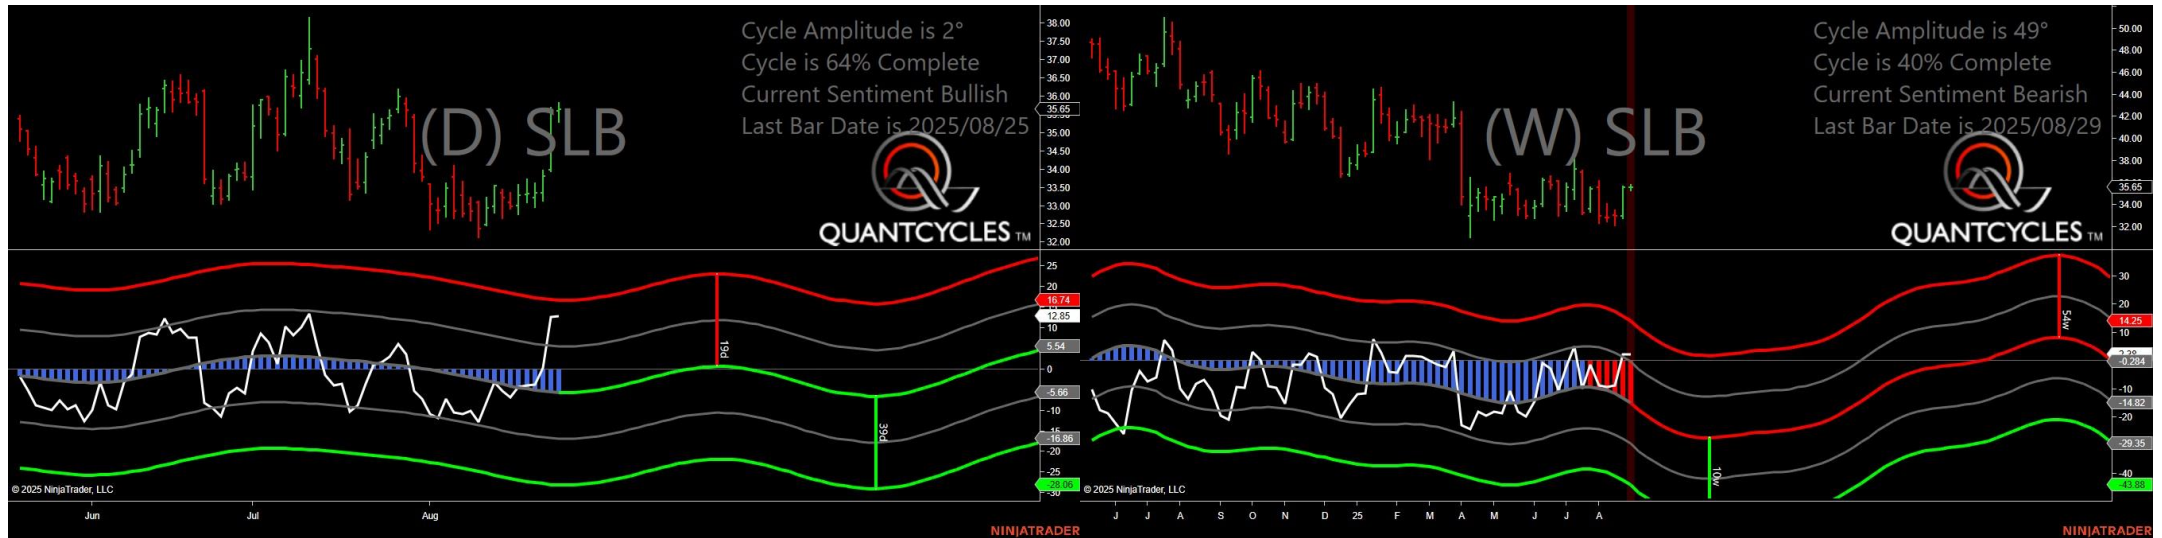 Cycle Amplitude is 2°
Cycle is 64% Complete
Current Sentiment Bullish
Last Bar Date is 2025/08/25
(D) SLB
QUANTCYCLES TM
38.00
37.50
37.00
36.50
36.00
35.65
35.00
34.50
34.00
33.50
33.00
32.50
32.00
25
20
16.74
12.85
10
5.54
0
-5.66
-10
-16.86
-20
-25
-28.06
-30
19d
39d
© 2025 NinjaTrader, LLC
Jun
Jul
Aug
NINJATRADER
Cycle Amplitude is 49°
Cycle is 40% Complete
Current Sentiment Bearish
Last Bar Date is 2025/08/29
(W) SLB
QUANTCYCLES TM
50.00
48.00
46.00
44.00
42.00
40.00
38.00
35.65
34.00
32.00
30
20
14.25
-0.284
-10
-14.82
-20
-29.35
-40
-43.88
54w
10w
© 2025 NinjaTrader, LLC
J J A S O N D 25 F M A M J J A
NINJATRADER